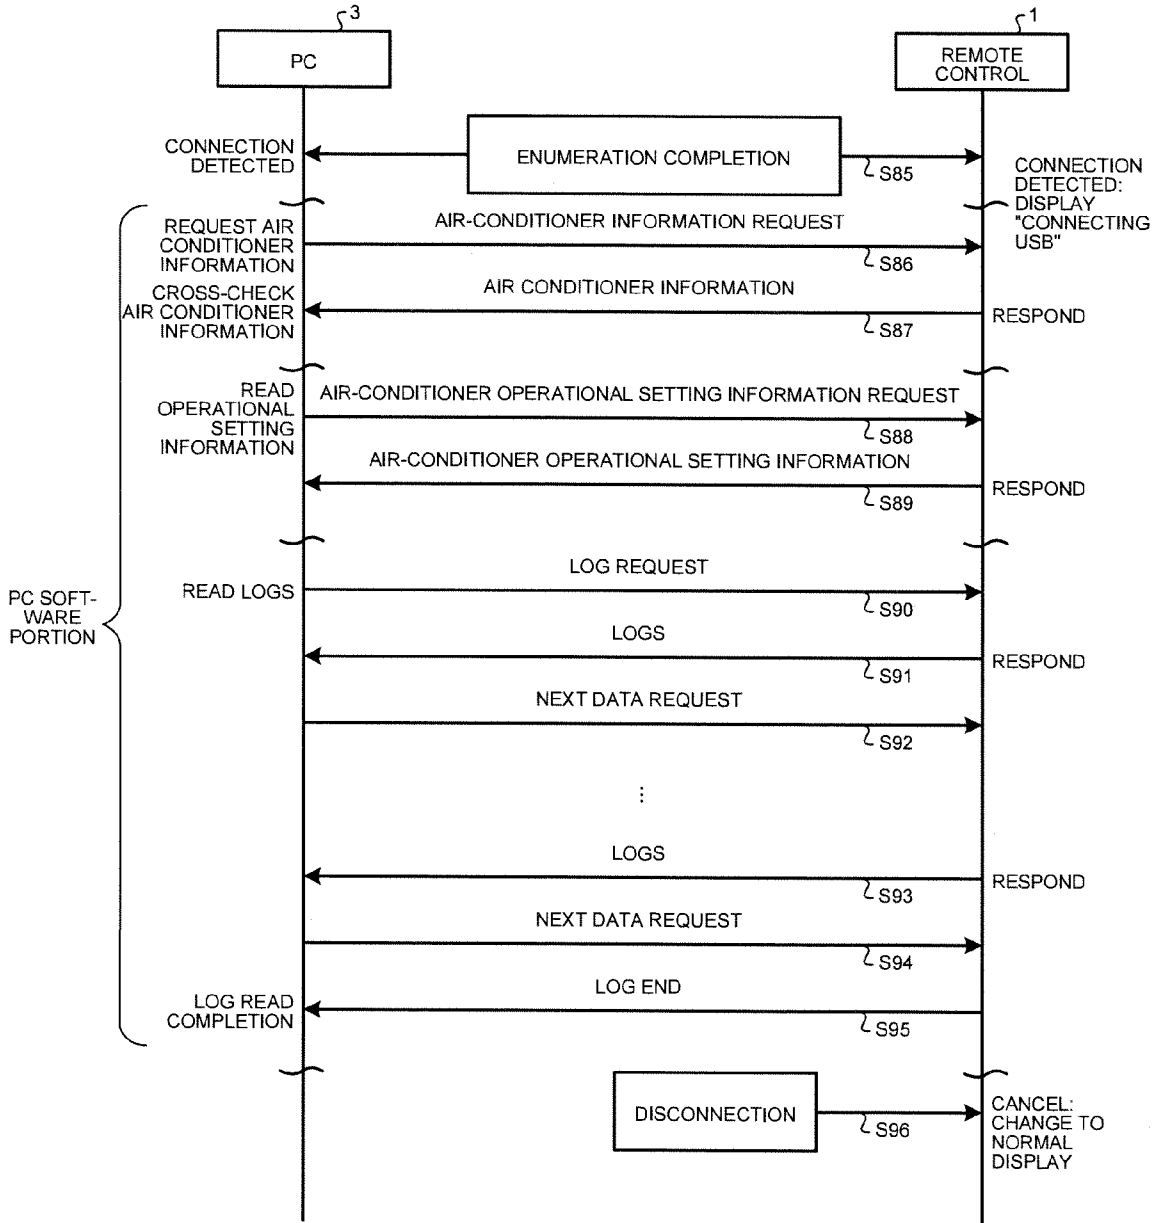 3
1
PC
REMOTE
CONTROL
CONNECTION
DETECTED
ENUMERATION COMPLETION
S85
CONNECTION
DETECTED:
DISPLAY
"CONNECTING
USB"
REQUEST AIR
CONDITIONER
INFORMATION
AIR-CONDITIONER INFORMATION REQUEST
S86
CROSS-CHECK
AIR CONDITIONER
INFORMATION
AIR CONDITIONER INFORMATION
S87
RESPOND
READ
OPERATIONAL
SETTING
INFORMATION
AIR-CONDITIONER OPERATIONAL SETTING INFORMATION REQUEST
S88
AIR-CONDITIONER OPERATIONAL SETTING INFORMATION
S89
RESPOND
PC SOFT-
WARE
PORTION
READ LOGS
LOG REQUEST
S90
LOGS
S91
RESPOND
NEXT DATA REQUEST
S92
...
LOGS
S93
RESPOND
NEXT DATA REQUEST
S94
LOG READ
COMPLETION
LOG END
S95
DISCONNECTION
S96
CANCEL:
CHANGE TO
NORMAL
DISPLAY